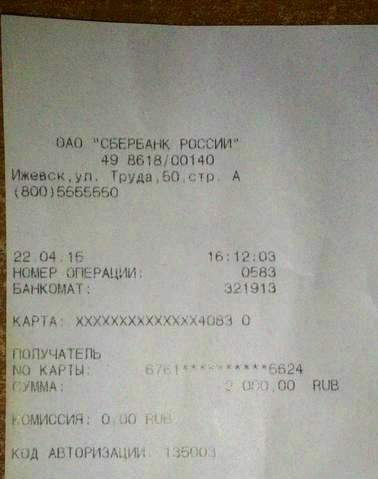 ОАО "СБЕРБАНК РОССИИ"
49 8618/00140
Ижевск,ул. Труда,50,стр. А
(800)5555550
22.04.15 16:12:03
НОМЕР ОПЕРАЦИИ: 0583
БАНКОМАТ: 321913
КАРТА: XXXXXXXXXXXXXX4083 0
ПОЛУЧАТЕЛЬ
NO КАРТЫ: 6761**********6624
СУММА: 2 000.00 RUB
КОМИССИЯ: 0.00 RUB
КОД АВТОРИЗАЦИИ: 135003